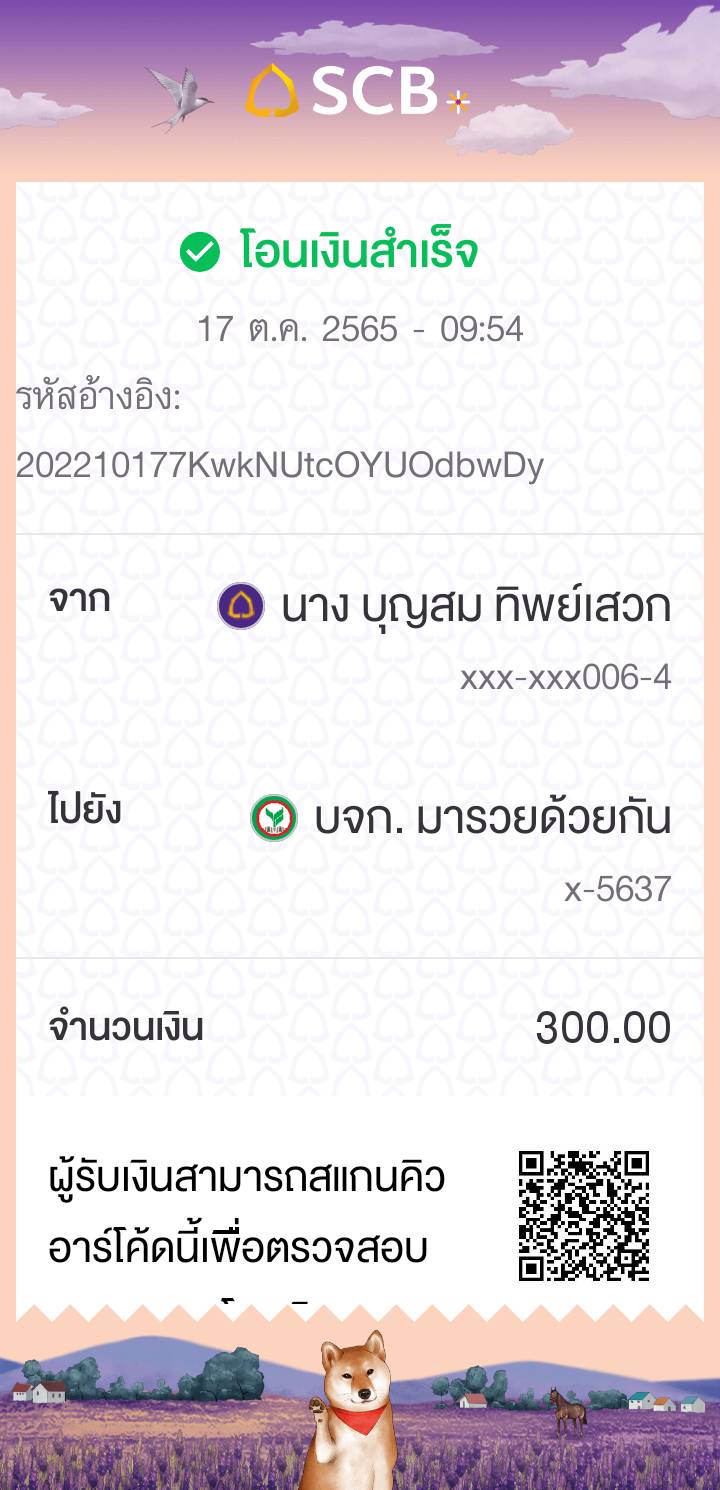 SCB
โอนเงินสำเร็จ
17 ต.ค. 2565 - 09:54
รหัสอ้างอิง:
202210177KwkNUtcOYUOdbwDy
จาก นาง บุญสม ทิพย์เสวก
xxx-xxx006-4
ไปยัง บจก. มารวยด้วยกัน
x-5637
จำนวนเงิน 300.00
ผู้รับเงินสามารถสแกนคิว
อาร์โค้ดนี้เพื่อตรวจสอบ